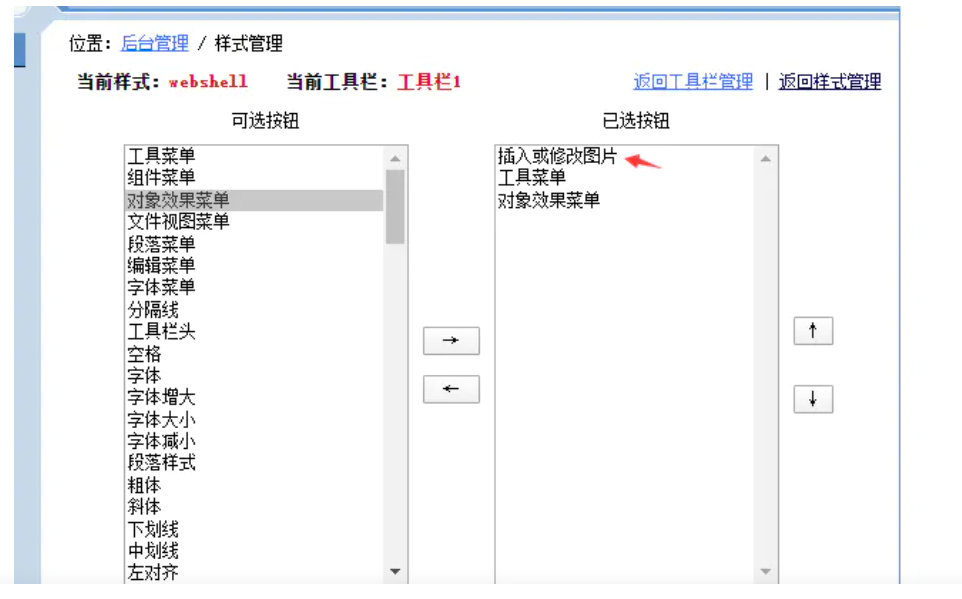 位置：后台管理 / 样式管理
当前样式：webshell 当前工具栏：工具栏1 返回工具栏管理 | 返回样式管理
可选按钮
工具菜单
组件菜单
对象效果菜单
文件视图菜单
段落菜单
编辑菜单
字体菜单
分隔线
工具栏头
空格
字体
字体增大
字体大小
字体减小
段落样式
粗体
斜体
下划线
中划线
左对齐
→
←
已选按钮
插入或修改图片
工具菜单
对象效果菜单
↑
↓